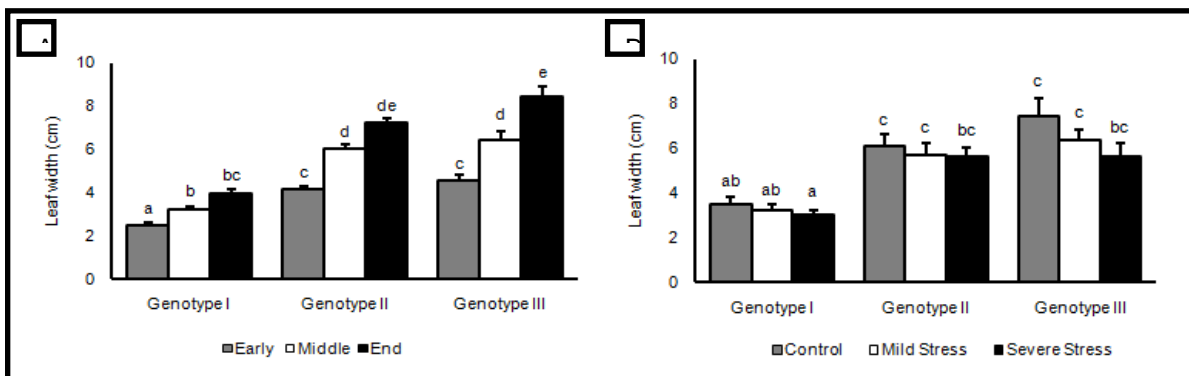 10
8
6
4
2
0
Leaf width (cm)
a
b
bc
c
d
de
c
d
e
Genotype I
Genotype II
Genotype III
Early
Middle
End
10
8
6
4
2
0
Leaf width (cm)
ab
ab
a
c
c
bc
c
c
bc
Genotype I
Genotype II
Genotype III
Control
Mild Stress
Severe Stress